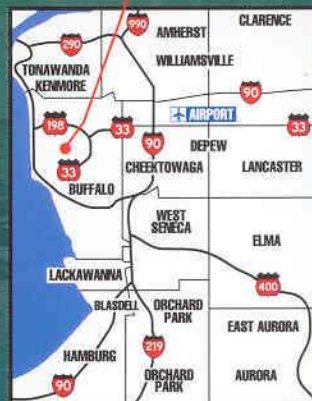 CLARENCE
990
AMHERST
290
WILLIAMSVILLE
TONAWANDA
KENMORE
90
AIRPORT
198
33
33
90
DEPEW
33
CHEEKTOWAGA
LANCASTER
BUFFALO
WEST
SENECA
ELMA
LACKAWANNA
400
BLASDELL
ORCHARD
PARK
EAST AURORA
219
HAMBURG
ORCHARD
PARK
AURORA
90